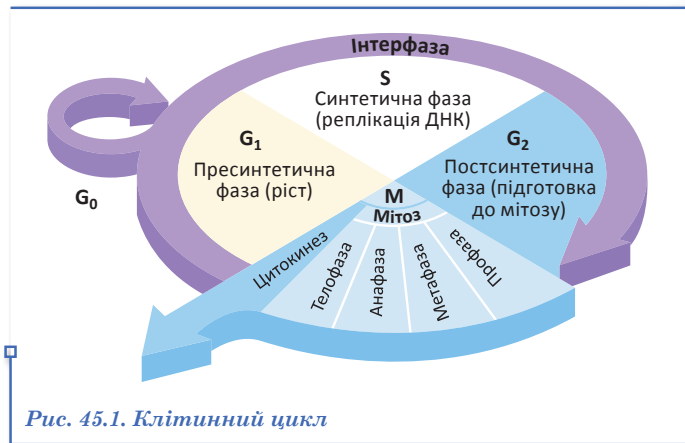 Інтерфаза
S
Синтетична фаза
(реплікація ДНК)
G₁
Пресинтетична
фаза (ріст)
G₂
Постсинтетична
фаза (підготовка
до мітозу)
G₀
M
Мітоз
Цитокинез
Телофаза
Анафаза
Метафаза
Профаза
Рис. 45.1. Клітинний цикл